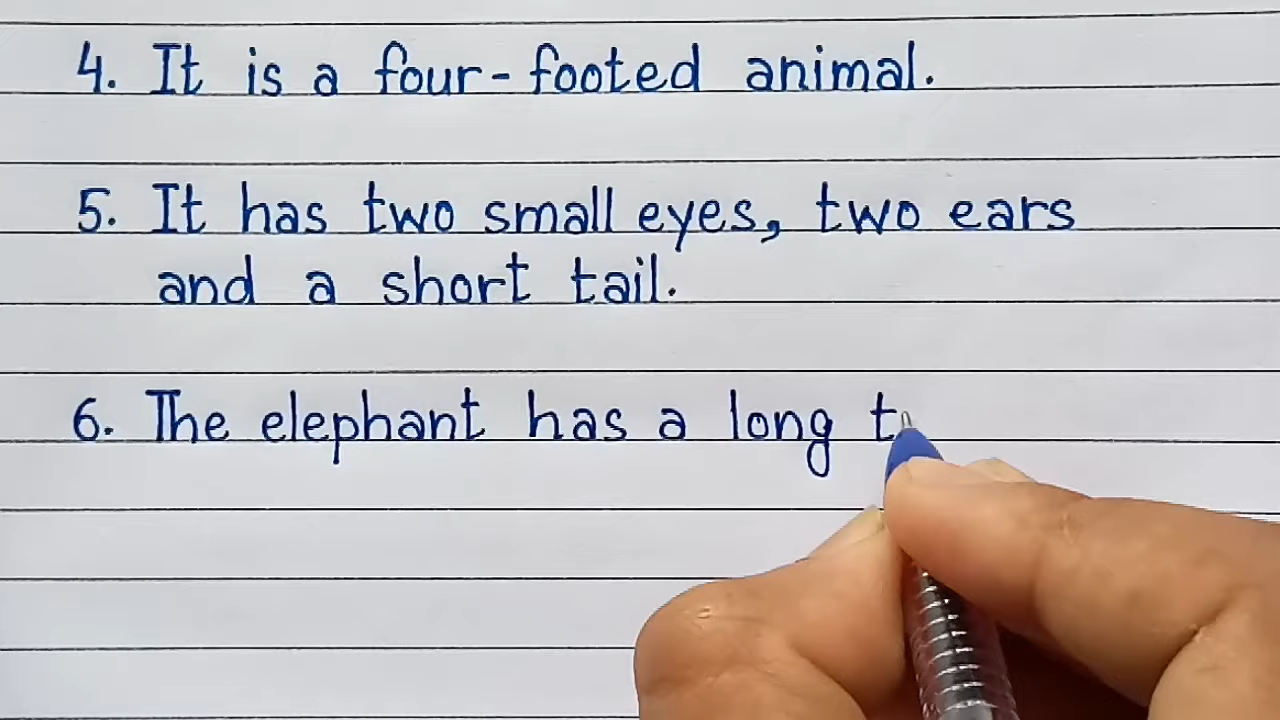 4. It is a four-footed animal.
5. It has two small eyes, two ears
and a short tail.
6. The elephant has a long t